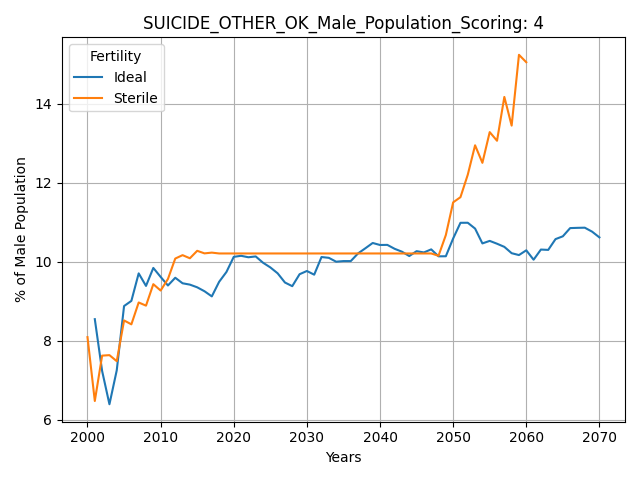 SUICIDE_OTHER_OK_Male_Population_Scoring: 4
Fertility
Ideal
Sterile
% of Male Population
14
12
10
8
6
2000 2010 2020 2030 2040 2050 2060 2070
Years